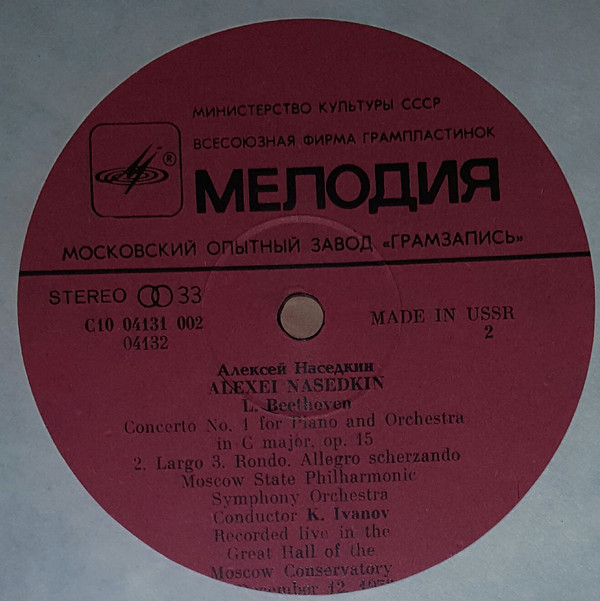 МИНИСТЕРСТВО КУЛЬТУРЫ СССР
ВСЕСОЮЗНАЯ ФИРМА ГРАМПЛАСТИНОК
®
МЕЛОДИЯ
МОСКОВСКИЙ ОПЫТНЫЙ ЗАВОД «ГРАМЗАПИСЬ»
STEREO 33
C10 04131 002
04132
MADE IN USSR
2
Алексей Наседкин
ALEXEI NASEDKIN
L. Beethoven
Concerto No. 1 for Piano and Orchestra
in C major, op. 15
2. Largo 3. Rondo. Allegro scherzando
Moscow State Philharmonic
Symphony Orchestra
Conductor K. Ivanov
Recorded live in the
Great Hall of the
Moscow Conservatory
12,